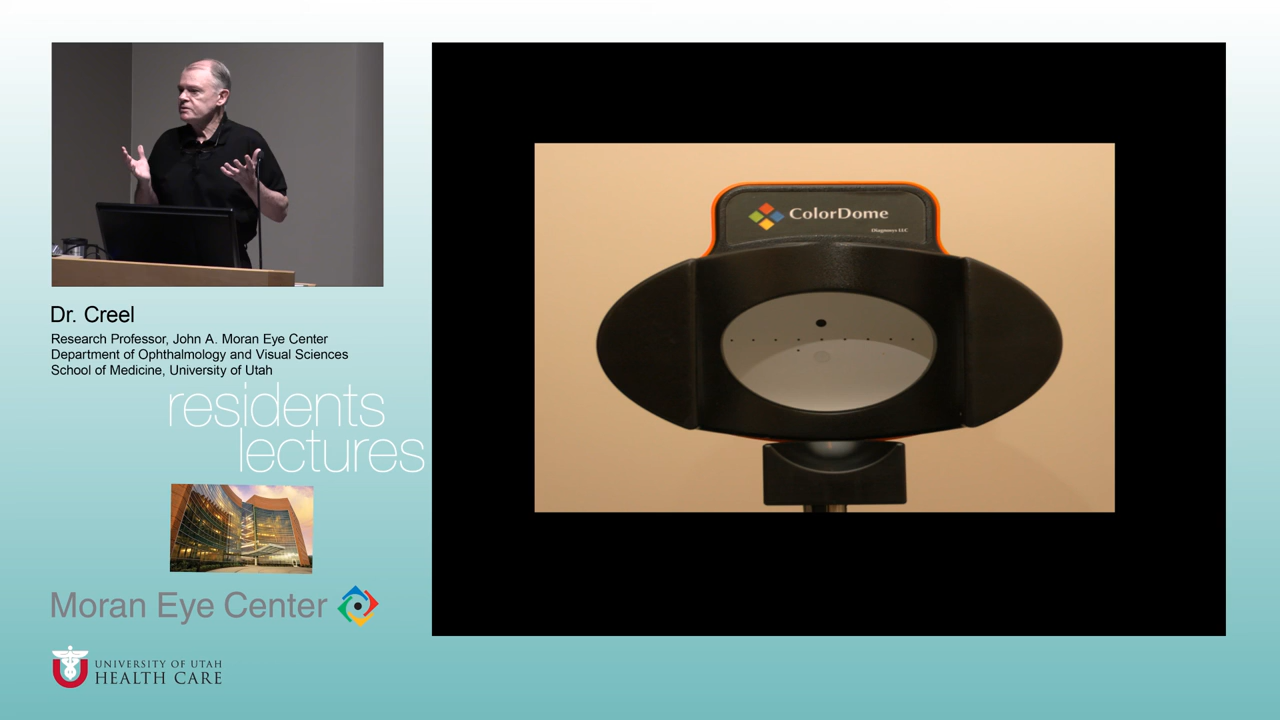 Dr. Creel
Research Professor, John A. Moran Eye Center
Department of Ophthalmology and Visual Sciences
School of Medicine, University of Utah
residents
lectures
Moran Eye Center
UNIVERSITY OF UTAH
HEALTH CARE
ColorDome
Diagnosys LLC